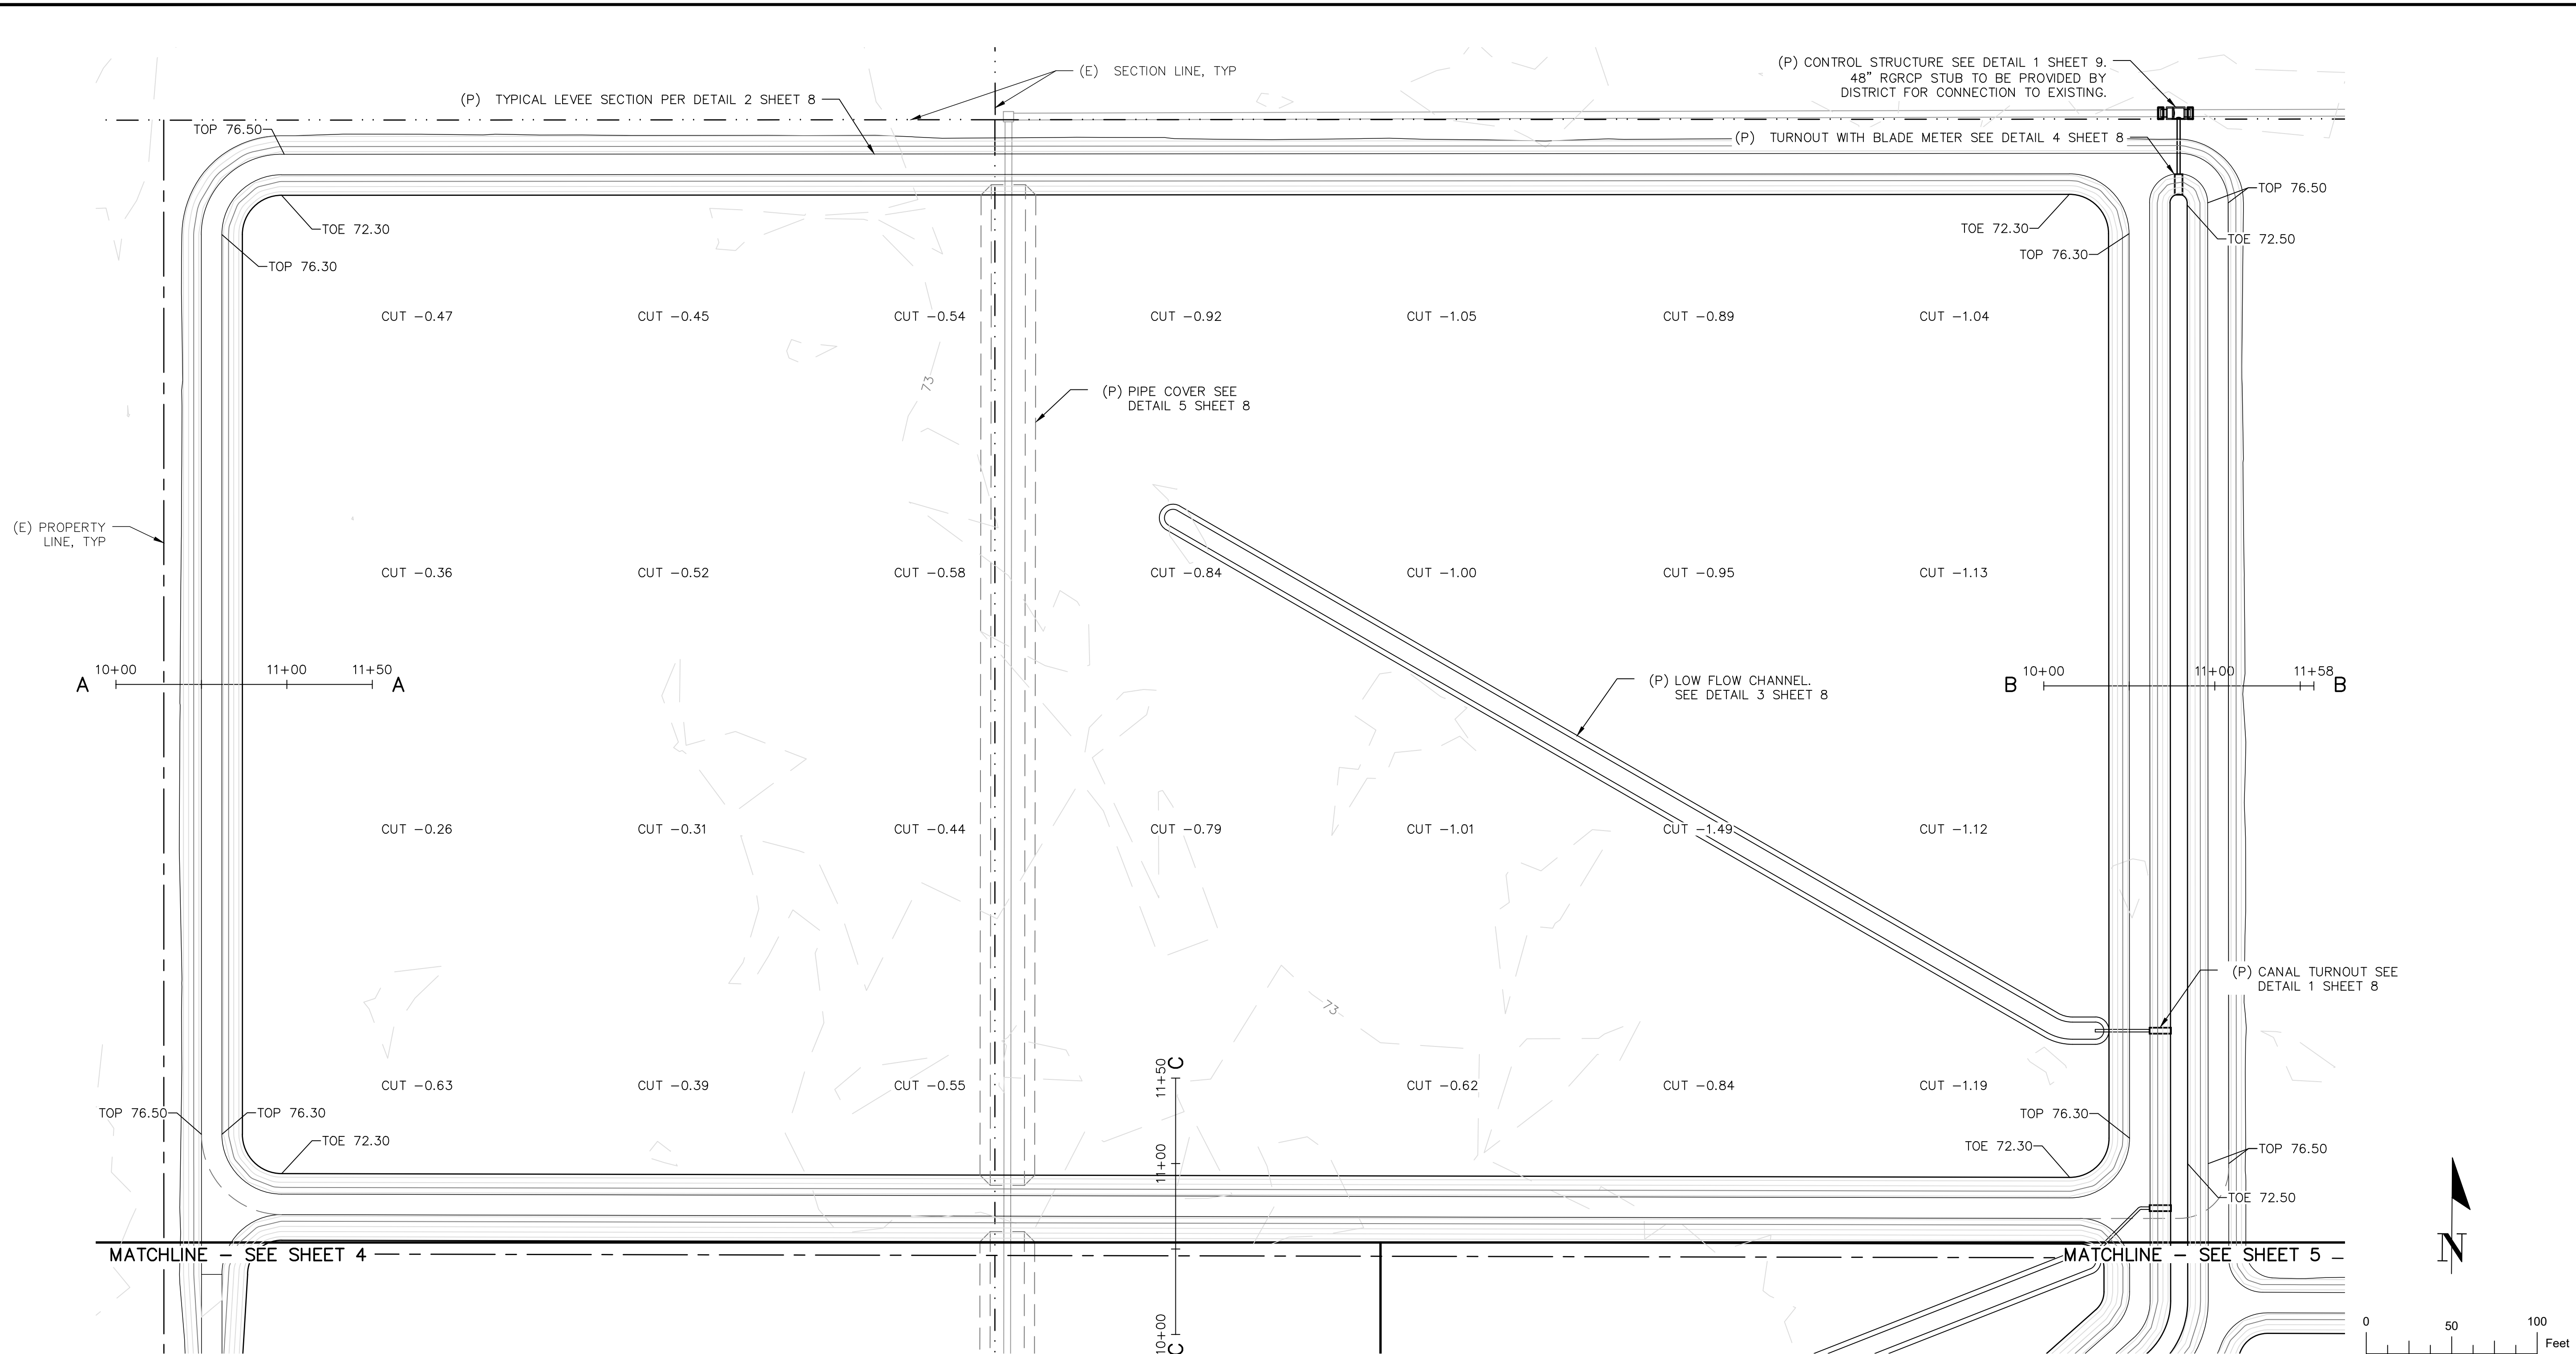 (E) SECTION LINE, TYP
(P) CONTROL STRUCTURE SEE DETAIL 1 SHEET 9.
48" RGRCP STUB TO BE PROVIDED BY
DISTRICT FOR CONNECTION TO EXISTING.
(P) TYPICAL LEVEE SECTION PER DETAIL 2 SHEET 8
TOP 76.50
(P) TURNOUT WITH BLADE METER SEE DETAIL 4 SHEET 8
TOP 76.50
TOE 72.30
TOE 72.30
TOE 72.50
TOP 76.30
TOP 76.30
CUT -0.47
CUT -0.45
CUT -0.54
CUT -0.92
CUT -1.05
CUT -0.89
CUT -1.04
73
(P) PIPE COVER SEE
DETAIL 5 SHEET 8
(E) PROPERTY
LINE, TYP
CUT -0.36
CUT -0.52
CUT -0.58
CUT -0.84
CUT -1.00
CUT -0.95
CUT -1.13
A 10+00 11+00 11+50 A
(P) LOW FLOW CHANNEL.
SEE DETAIL 3 SHEET 8
B 10+00 11+00 11+58 B
CUT -0.26
CUT -0.31
CUT -0.44
CUT -0.79
CUT -1.01
CUT -1.49
CUT -1.12
(P) CANAL TURNOUT SEE
DETAIL 1 SHEET 8
73
CUT -0.63
CUT -0.39
CUT -0.55
C 11+50
CUT -0.62
CUT -0.84
CUT -1.19
TOP 76.50
TOP 76.30
TOP 76.30
TOE 72.30
TOE 72.30
TOP 76.50
11+00
TOE 72.50
MATCHLINE - SEE SHEET 4
MATCHLINE - SEE SHEET 5
N
10+00
C
0 50 100
Feet